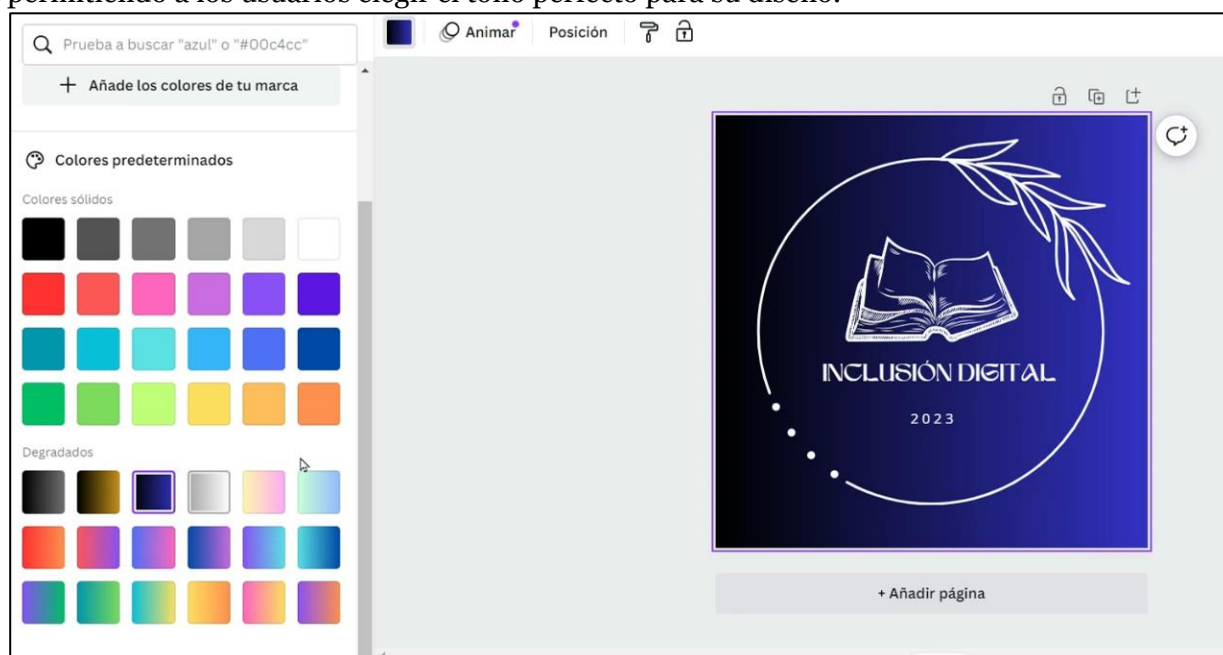 permitiendo a los usuarios elegir el tono perfecto para su diseño.
Prueba a buscar "azul" o "#00c4cc"
+ Añade los colores de tu marca
Colores predeterminados
Colores sólidos
Degradados
Animar
Posición
INCLUSIÓN DIGITAL
2023
+ Añadir página